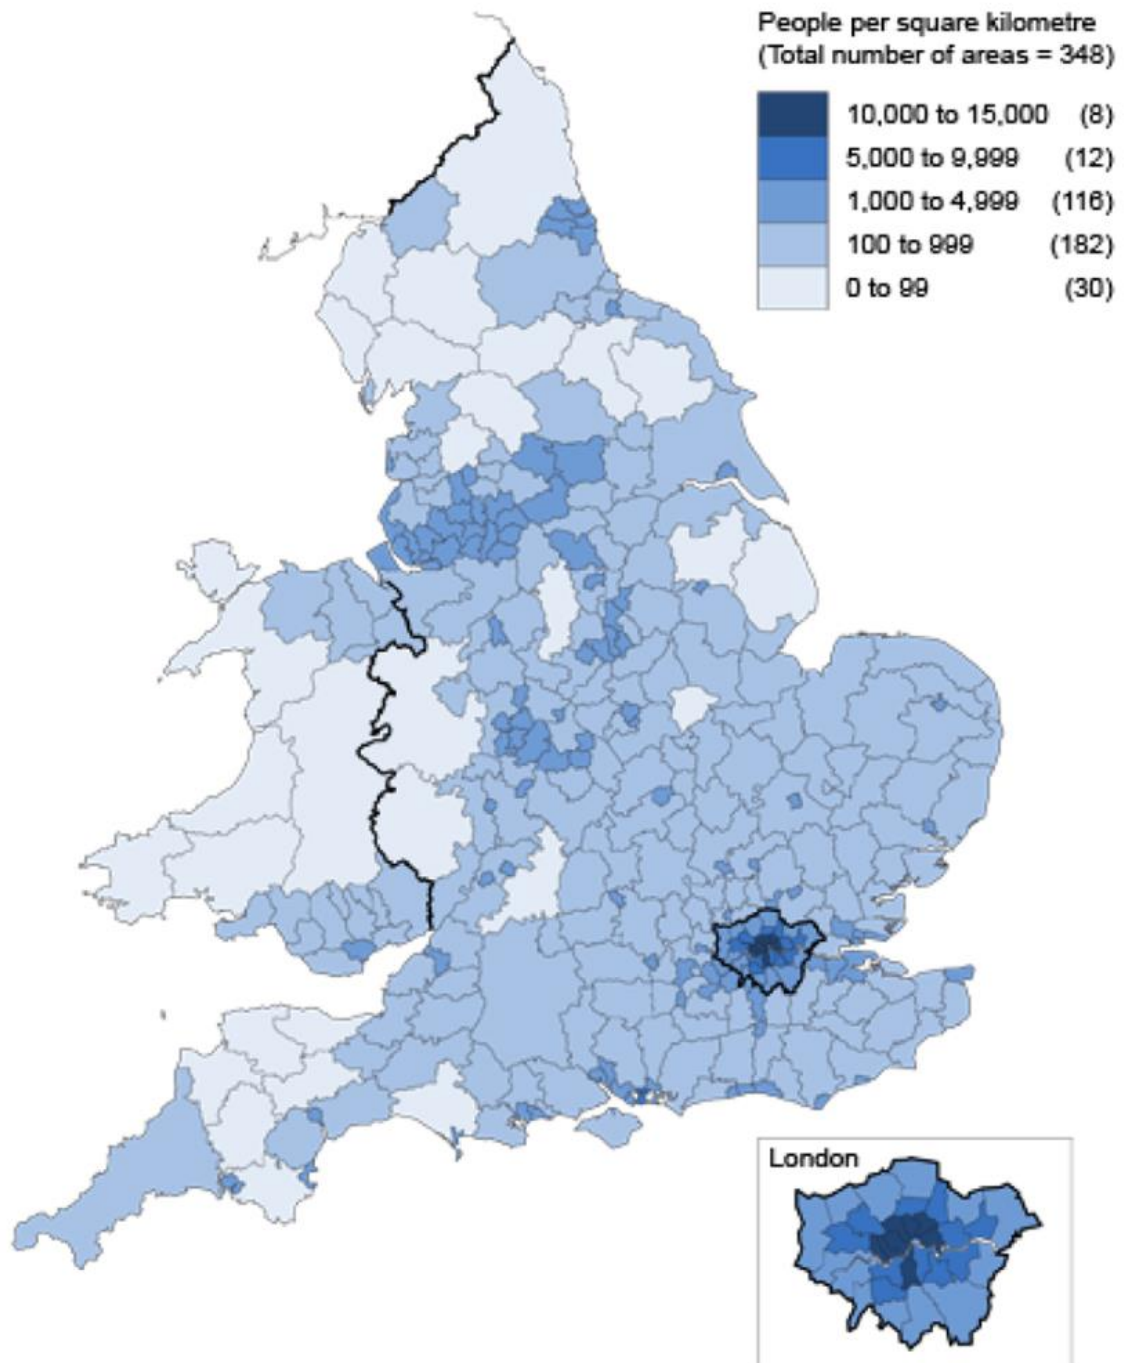 People per square kilometre
(Total number of areas = 348)
10,000 to 15,000 (8)
5,000 to 9,999 (12)
1,000 to 4,999 (116)
100 to 999 (182)
0 to 99 (30)
London